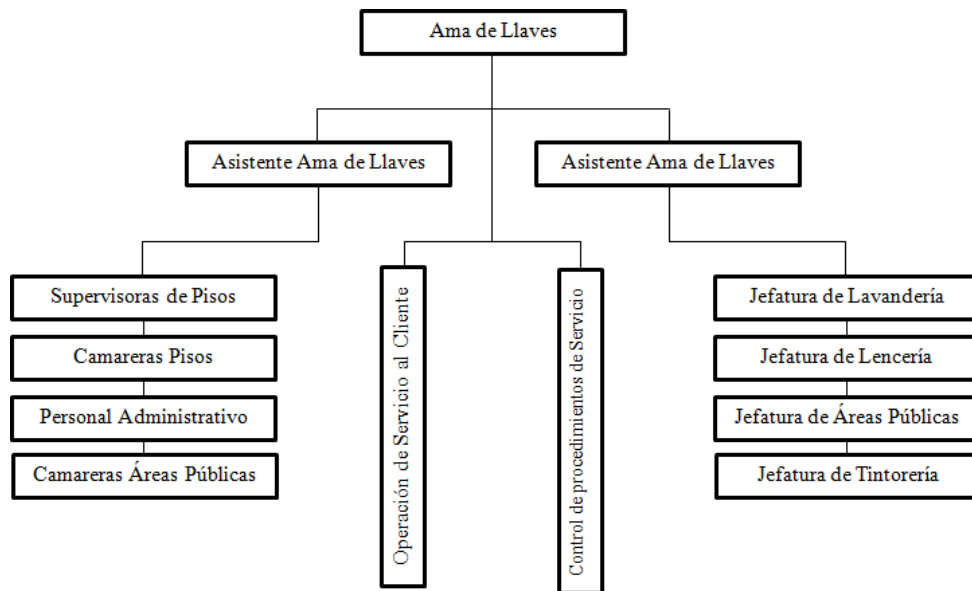 Ama de Llaves
Asistente Ama de Llaves
Asistente Ama de Llaves
Supervisoras de Pisos
Camareras Pisos
Personal Administrativo
Camareras Áreas Públicas
Operación de Servicio al Cliente
Control de procedimientos de Servicio
Jefatura de Lavandería
Jefatura de Lencería
Jefatura de Áreas Públicas
Jefatura de Tintorería